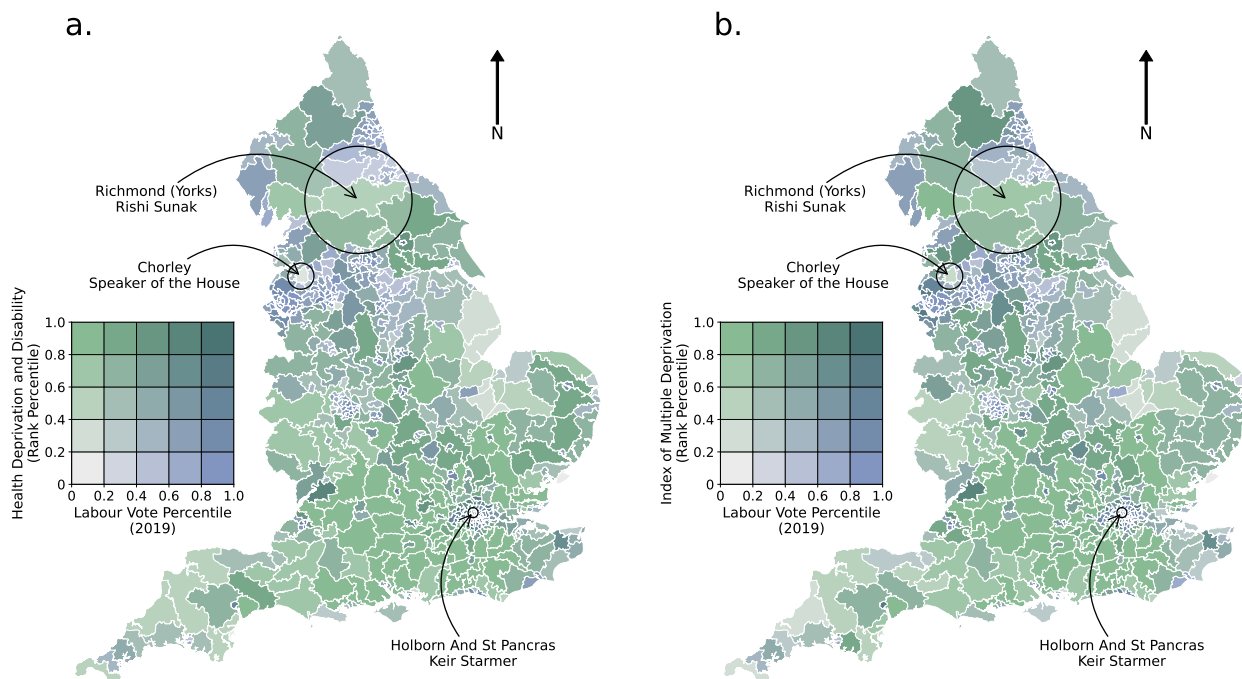 a.
N
Richmond (Yorks)
Rishi Sunak
Chorley
Speaker of the House
Health Deprivation and Disability
(Rank Percentile)
1.0
0.8
0.6
0.4
0.2
0
0 0.2 0.4 0.6 0.8 1.0
Labour Vote Percentile
(2019)
Holborn And St Pancras
Keir Starmer
b.
N
Richmond (Yorks)
Rishi Sunak
Chorley
Speaker of the House
Index of Multiple Deprivation
(Rank Percentile)
1.0
0.8
0.6
0.4
0.2
0
0 0.2 0.4 0.6 0.8 1.0
Labour Vote Percentile
(2019)
Holborn And St Pancras
Keir Starmer